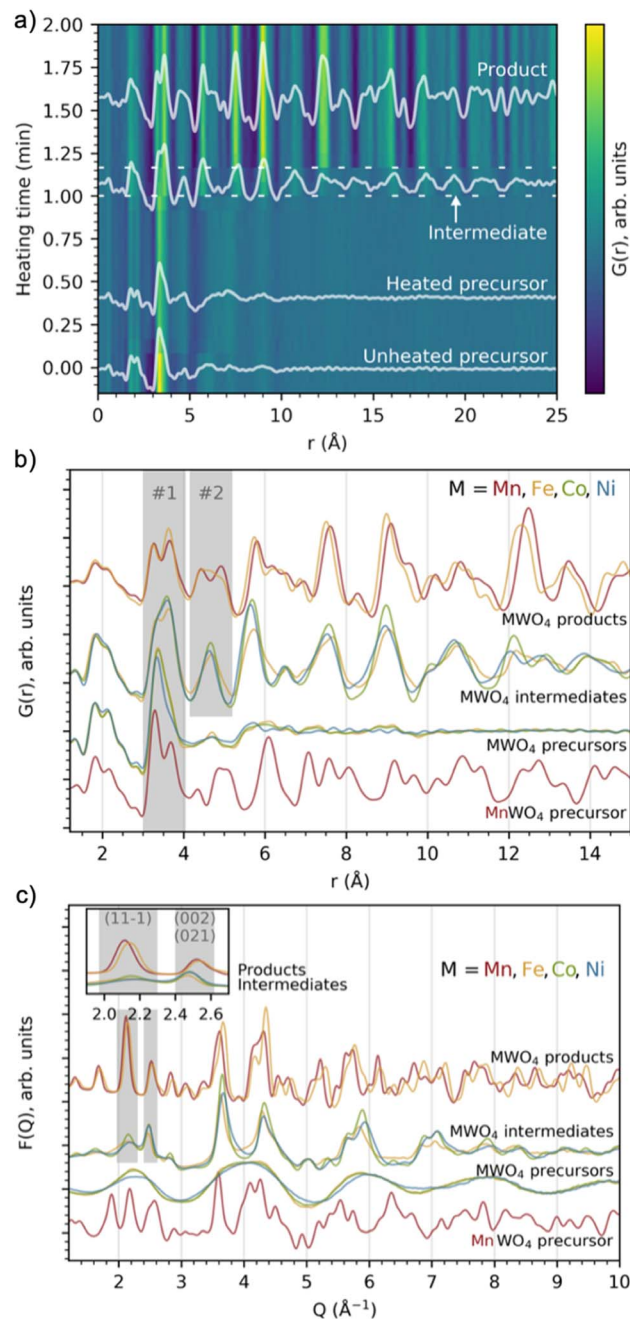 a)
2.00
1.75
1.50
1.25
1.00
0.75
0.50
0.25
0.00
Heating time (min)
Product
Intermediate
Heated precursor
Unheated precursor
0 5 10 15 20 25
r (Å)
G(r), arb. units
b)
#1 #2
M = Mn, Fe, Co, Ni
MWO₄ products
MWO₄ intermediates
MWO₄ precursors
MnWO₄ precursor
G(r), arb. units
2 4 6 8 10 12 14
r (Å)
c)
(11-1) (002)
(021)
Products
Intermediates
2.0 2.2 2.4 2.6
M = Mn, Fe, Co, Ni
MWO₄ products
MWO₄ intermediates
MWO₄ precursors
MnWO₄ precursor
F(Q), arb. units
2 3 4 5 6 7 8 9 10
Q (Å⁻¹)